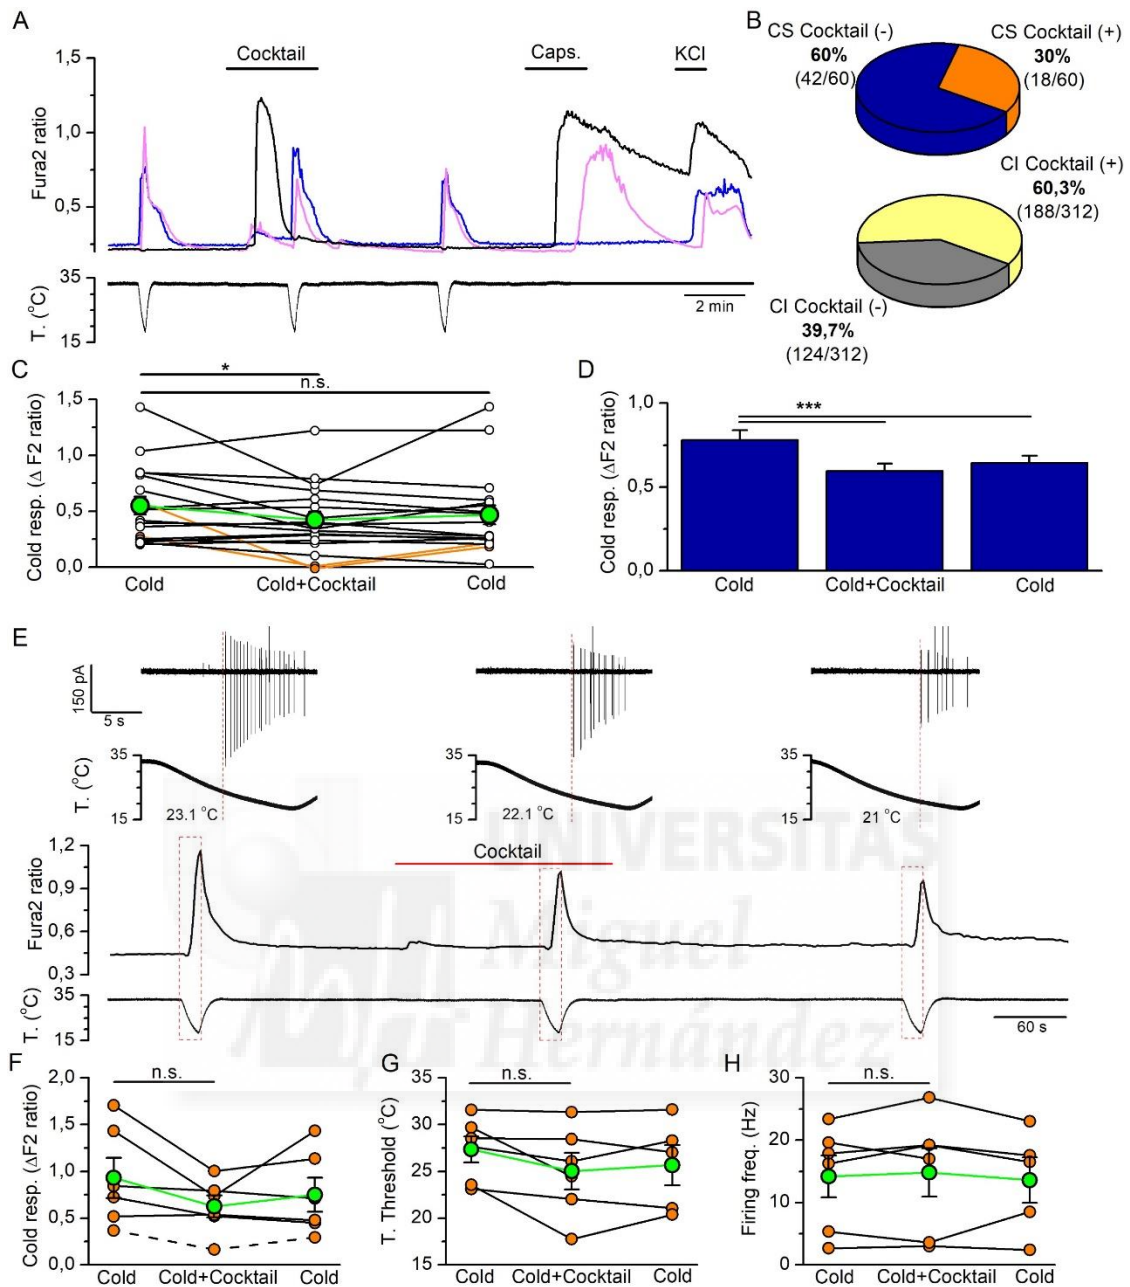 A
Cocktail
Caps.
KCl
1,5
1,0
0,5
Fura2 ratio
35
15
T. (°C)
2 min
B
CS Cocktail (-)
60%
(42/60)
CS Cocktail (+)
30%
(18/60)
CI Cocktail (+)
60,3%
(188/312)
CI Cocktail (-)
39,7%
(124/312)
C
*
n.s.
1,5
1,0
0,5
0,0
Cold resp. (Δ F2 ratio)
Cold
Cold+Cocktail
Cold
D
***
1,0
0,5
0,0
Cold resp. (ΔF2 ratio)
Cold
Cold+Cocktail
Cold
E
150 pA
5 s
35
15
T. (°C)
23.1 °C
35
15
22.1 °C
35
15
21 °C
UNIVERSITAS
Miguel
Hernández
Cocktail
1,2
0,9
0,6
0,3
Fura2 ratio
35
15
T. (°C)
60 s
F
n.s.
2,0
1,5
1,0
0,5
0,0
Cold resp. (ΔF2 ratio)
Cold
Cold+Cocktail
Cold
G
n.s.
35
30
25
20
15
T. Threshold (°C)
Cold
Cold+Cocktail
Cold
H
n.s.
30
20
10
0
Firing freq. (Hz)
Cold
Cold+Cocktail
Cold